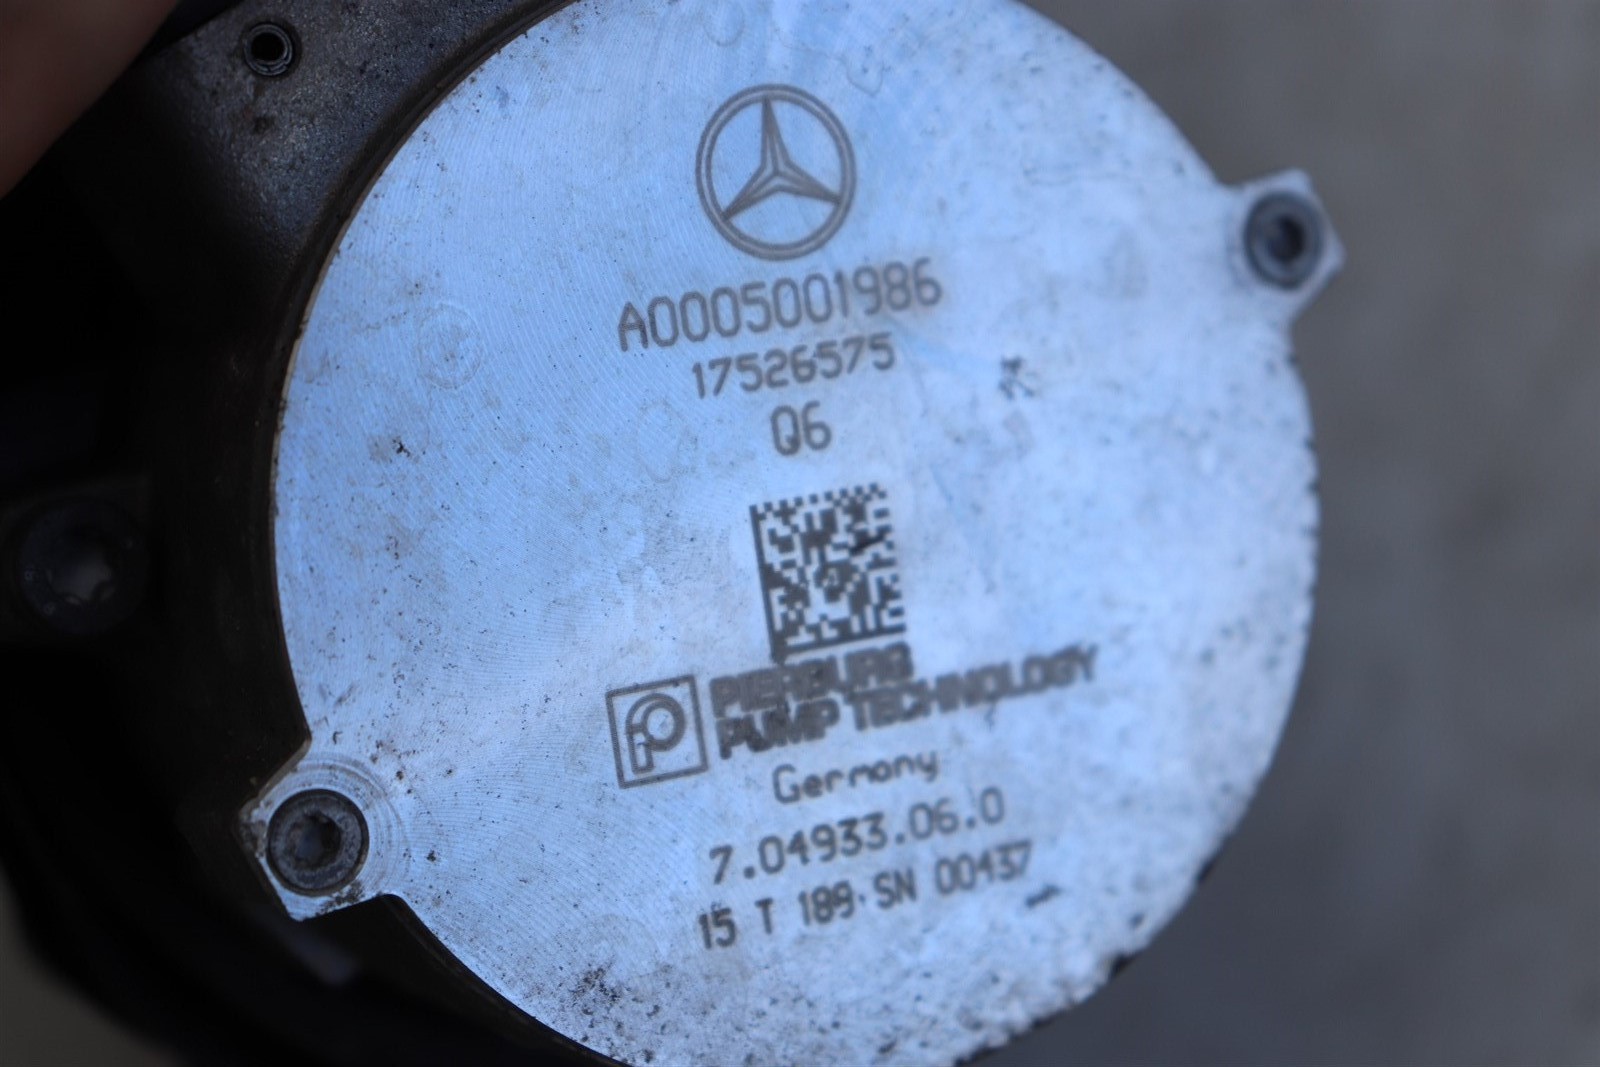 A0005001986
17526575
Q6
PIERBURG
PUMP TECHNOLOGY
Germany
7.04933.06.0
15 T 189 SN 00437